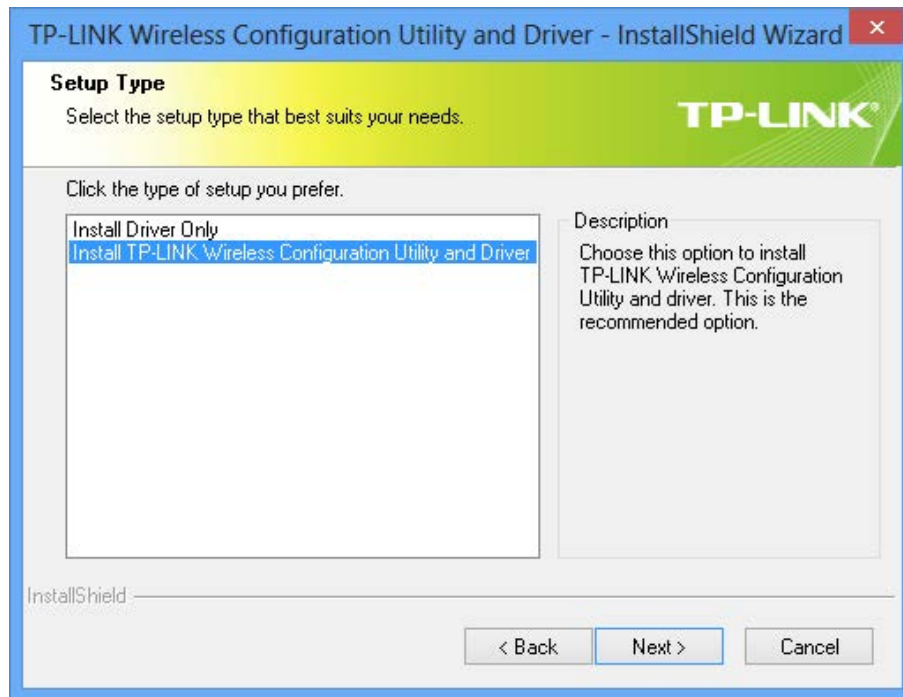 TP-LINK Wireless Configuration Utility and Driver - InstallShield Wizard
×
Setup Type
Select the setup type that best suits your needs.
TP-LINK®
Click the type of setup you prefer.
Install Driver Only
Install TP-LINK Wireless Configuration Utility and Driver
Description
Choose this option to install
TP-LINK Wireless Configuration
Utility and driver. This is the
recommended option.
InstallShield
< Back
Next >
Cancel